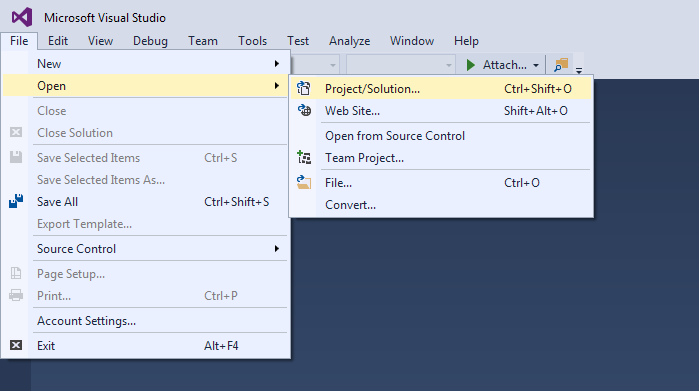 Microsoft Visual Studio
File Edit View Debug Team Tools Test Analyze Window Help
Attach...
New
Open
Close
Close Solution
Save Selected Items Ctrl+S
Save Selected Items As...
Save All Ctrl+Shift+S
Export Template...
Source Control
Page Setup...
Print... Ctrl+P
Account Settings...
Exit Alt+F4
Project/Solution... Ctrl+Shift+O
Web Site... Shift+Alt+O
Open from Source Control
Team Project...
File... Ctrl+O
Convert...